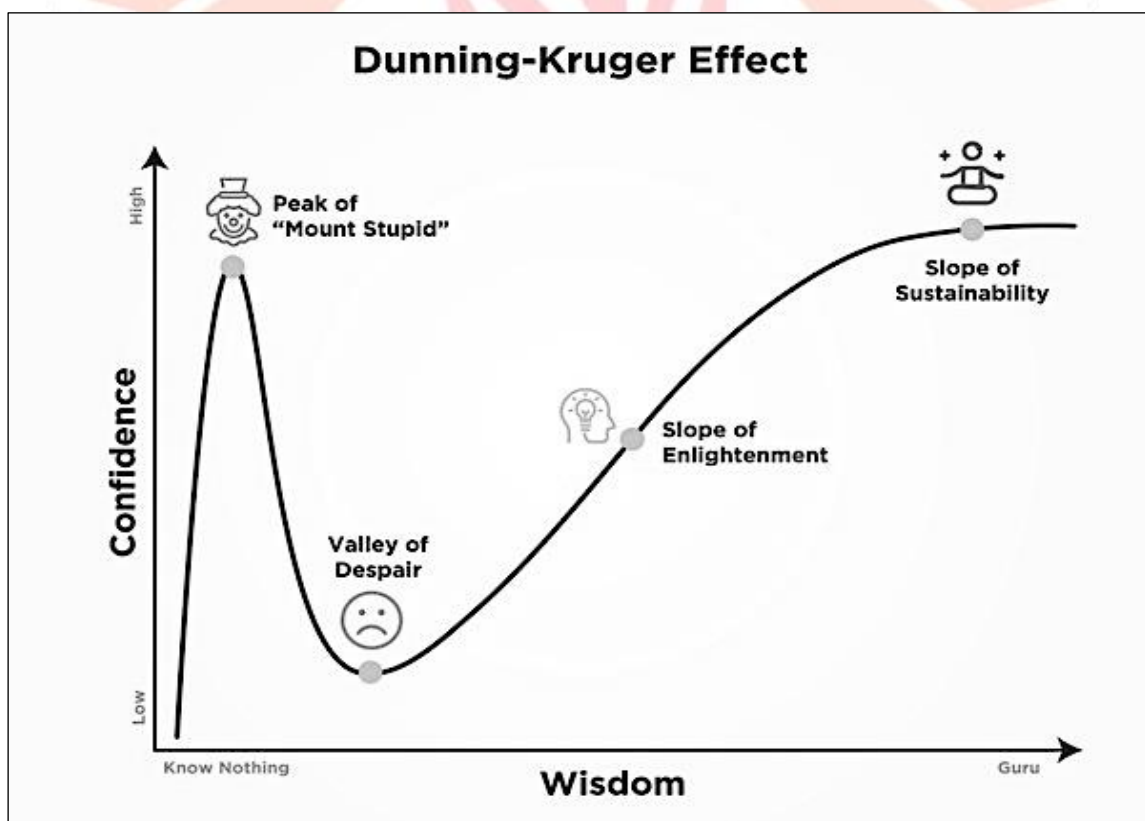 Dunning-Kruger Effect
High
Peak of
“Mount Stupid”
Slope of
Sustainability
Confidence
Slope of
Enlightenment
Valley of
Despair
Low
Know Nothing
Wisdom
Guru